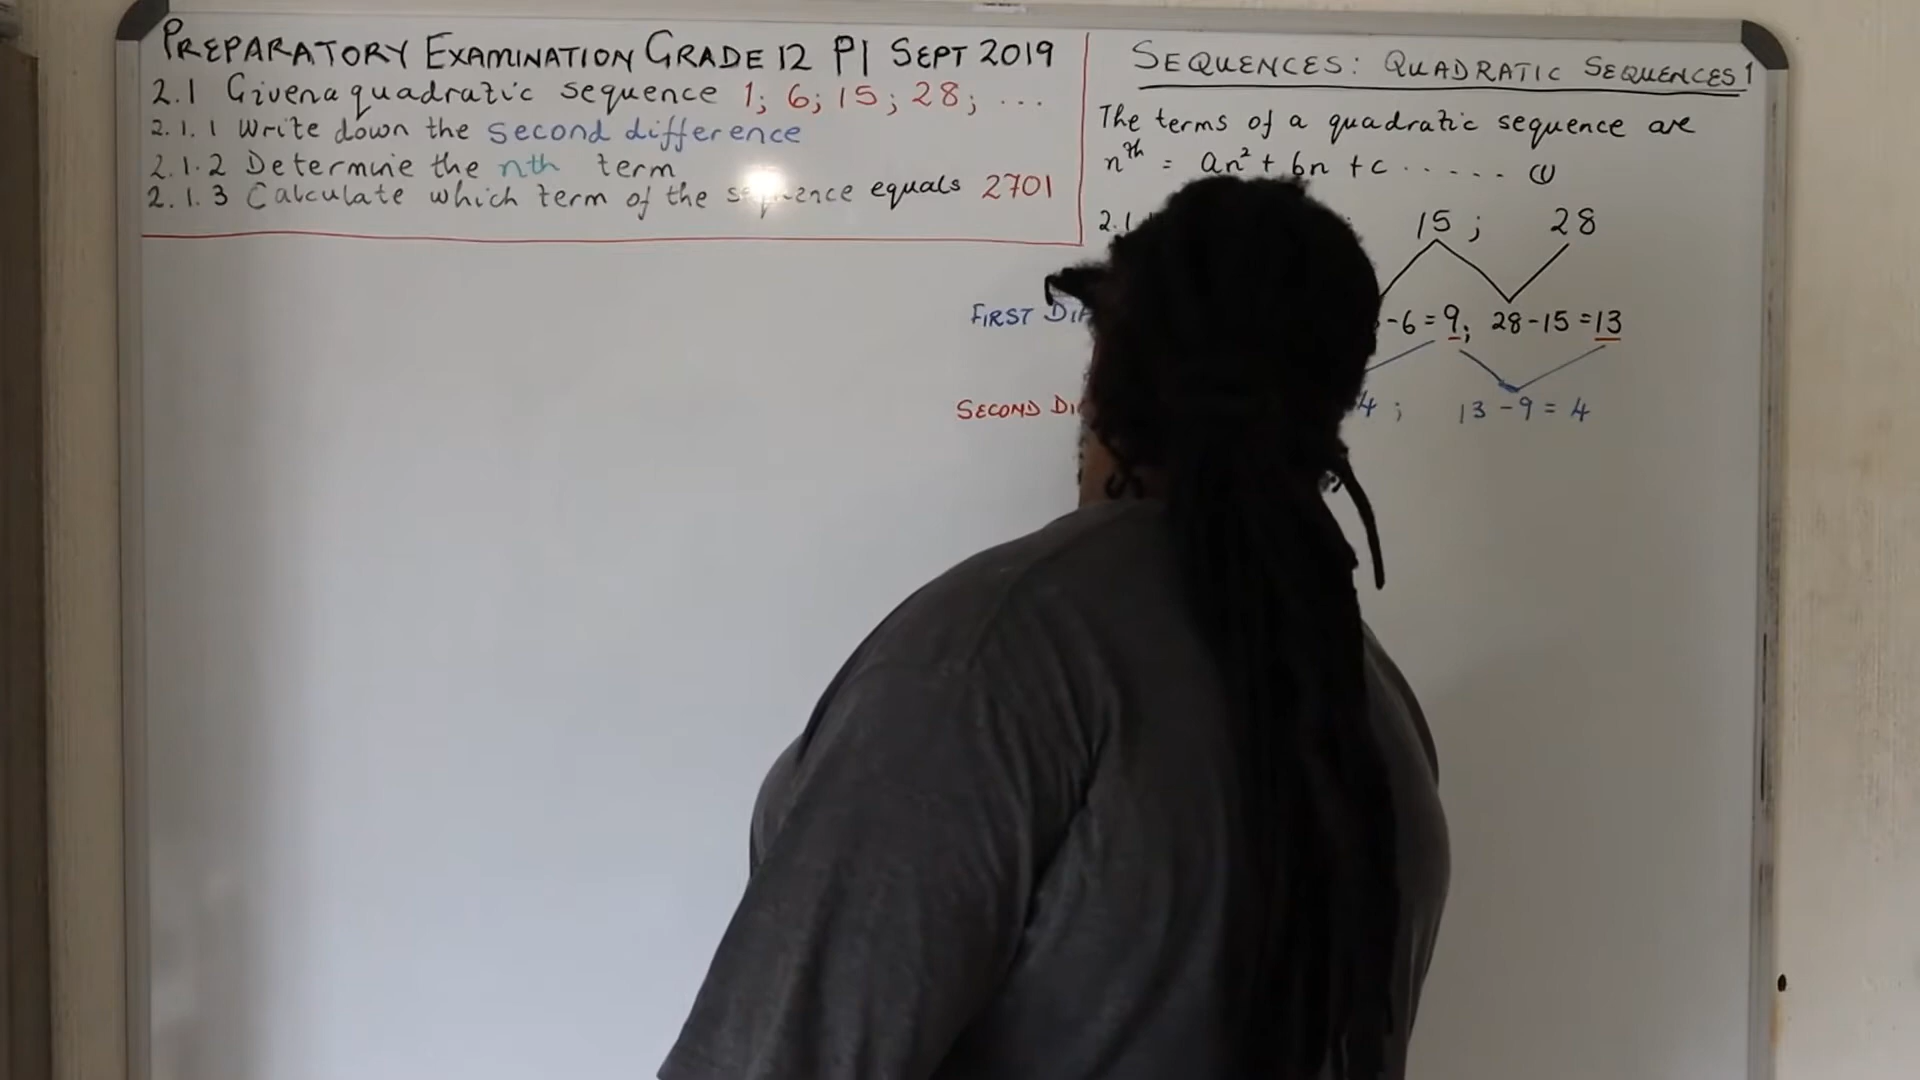 PREPARATORY EXAMINATION GRADE 12 P1 SEPT 2019
2.1 Given a quadratic sequence 1; 6; 15; 28; ...
2.1.1 Write down the second difference
2.1.2 Determine the nth term
2.1.3 Calculate which term of the sequence equals 2701
SEQUENCES: QUADRATIC SEQUENCES 1
The terms of a quadratic sequence are
nth = an² + bn + c ..... (1)
2.1 15 ; 28
FIRST -6 = 9; 28-15 = 13
SECOND 4 ; 13 - 9 = 4